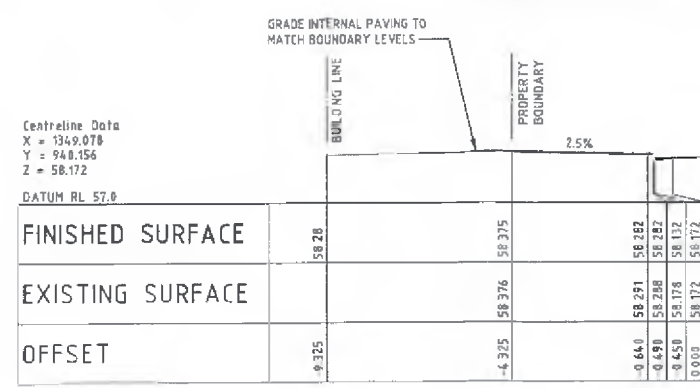 GRADE INTERNAL PAVING TO
MATCH BOUNDARY LEVELS
BUILDING LINE
PROPERTY
BOUNDARY
Centreline Data
X = 1349.078
Y = 948.156
Z = 58.172
2.5%
DATUM RL 57.0
FINISHED SURFACE 58.28 58.375 58.282 58.282 58.132 58.172
EXISTING SURFACE 58.376 58.291 58.288 58.178 58.172
OFFSET -9.325 -4.325 -0.640 -0.490 -0.450 0.000